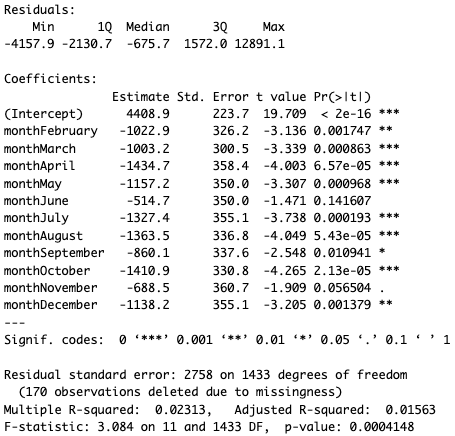 Residuals:
    Min      1Q  Median      3Q     Max
-4157.9 -2130.7  -675.7  1572.0 12891.1
Coefficients:
               Estimate Std. Error t value Pr(>|t|)
(Intercept)      4408.9      223.7  19.709  < 2e-16 ***
monthFebruary   -1022.9      326.2  -3.136 0.001747 **
monthMarch      -1003.2      300.5  -3.339 0.000863 ***
monthApril      -1434.7      358.4  -4.003 6.57e-05 ***
monthMay        -1157.2      350.0  -3.307 0.000968 ***
monthJune        -514.7      350.0  -1.471 0.141607
monthJuly       -1327.4      355.1  -3.738 0.000193 ***
monthAugust     -1363.5      336.8  -4.049 5.43e-05 ***
monthSeptember   -860.1      337.6  -2.548 0.010941 *
monthOctober    -1410.9      330.8  -4.265 2.13e-05 ***
monthNovember    -688.5      360.7  -1.909 0.056504 .
monthDecember   -1138.2      355.1  -3.205 0.001379 **
---
Signif. codes:  0 ‘***’ 0.001 ‘**’ 0.01 ‘*’ 0.05 ‘.’ 0.1 ‘ ’ 1
Residual standard error: 2758 on 1433 degrees of freedom
  (170 observations deleted due to missingness)
Multiple R-squared:  0.02313,   Adjusted R-squared:  0.01563
F-statistic: 3.084 on 11 and 1433 DF,  p-value: 0.0004148